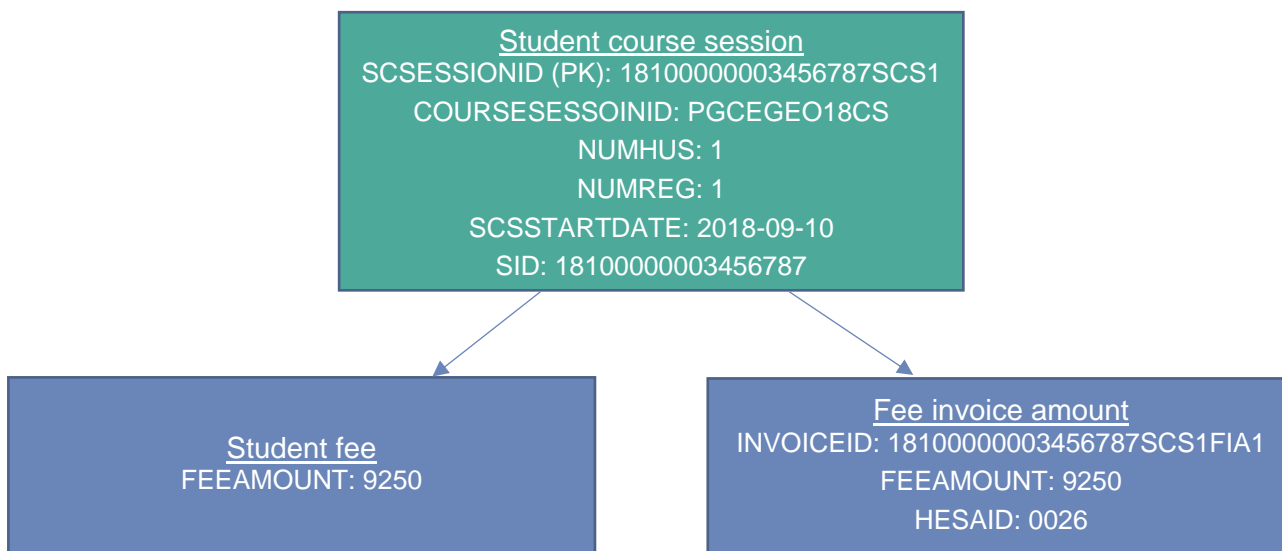 Student course session
SCSESSIONID (PK): 18100000003456787SCS1
COURSESESSOINID: PGCEGEO18CS
NUMHUS: 1
NUMREG: 1
SCSSTARTDATE: 2018-09-10
SID: 18100000003456787
Student fee
FEEAMOUNT: 9250
Fee invoice amount
INVOICEID: 18100000003456787SCS1FIA1
FEEAMOUNT: 9250
HESAID: 0026